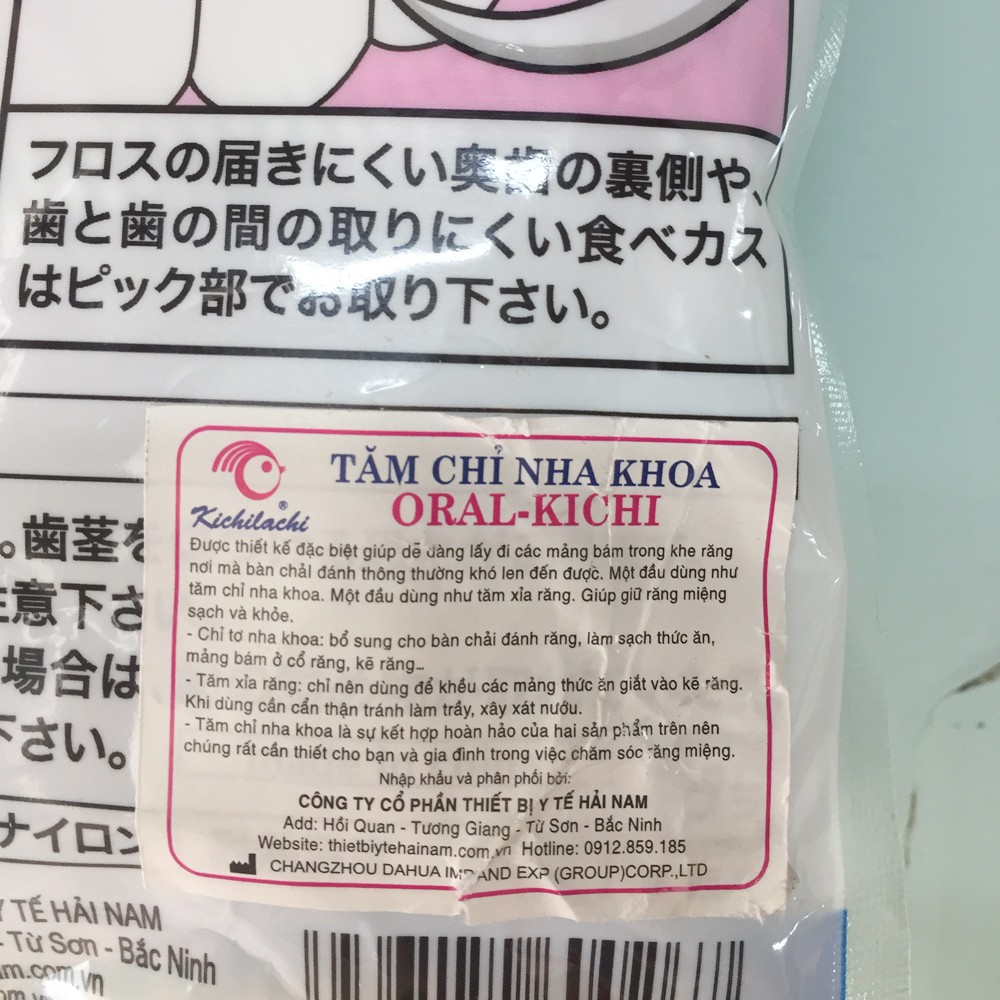 フロスの届きにくい奥歯の裏側や、
歯と歯の間の取りにくい食べカス
はピック部でお取り下さい。
Kichilachi®
TĂM CHỈ NHA KHOA
ORAL-KICHI
Được thiết kế đặc biệt giúp dễ dàng lấy đi các mảng bám trong khe răng
nơi mà bàn chải đánh thông thường khó len đến được. Một đầu dùng như
tăm chỉ nha khoa. Một đầu dùng như tăm xỉa răng. Giúp giữ răng miệng
sạch và khỏe.
- Chỉ tơ nha khoa: bổ sung cho bàn chải đánh răng, làm sạch thức ăn,
mảng bám ở cổ răng, kẽ răng...
- Tăm xỉa răng: chỉ nên dùng để khều các mảng thức ăn giắt vào kẽ răng.
Khi dùng cần cẩn thận tránh làm trầy, xây xát nướu.
- Tăm chỉ nha khoa là sự kết hợp hoàn hảo của hai sản phẩm trên nên
chúng rất cần thiết cho bạn và gia đình trong việc chăm sóc răng miệng.
Nhập khẩu và phân phối bởi:
CÔNG TY CỔ PHẦN THIẾT BỊ Y TẾ HẢI NAM
Add: Hồi Quan - Tương Giang - Từ Sơn - Bắc Ninh
Website: thietbiytehainam.com.vn Hotline: 0912.859.185
CHANGZHOU DAHUA IMP AND EXP (GROUP)CORP.,LTD
。歯茎を
意下さ
場合は
下さい。
ナイロン
Y TẾ HẢI NAM
- Từ Sơn - Bắc Ninh
am.com.vn